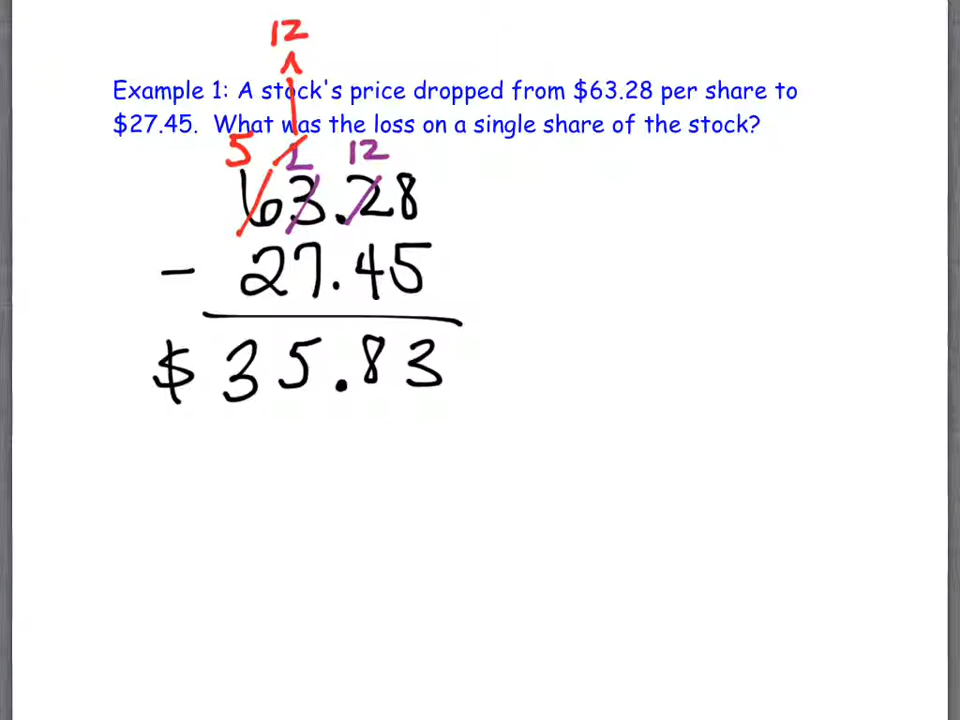 12
Example 1: A stock's price dropped from $63.28 per share to
$27.45. What was the loss on a single share of the stock?
5 2 12
63.28
- 27.45
$ 35.83